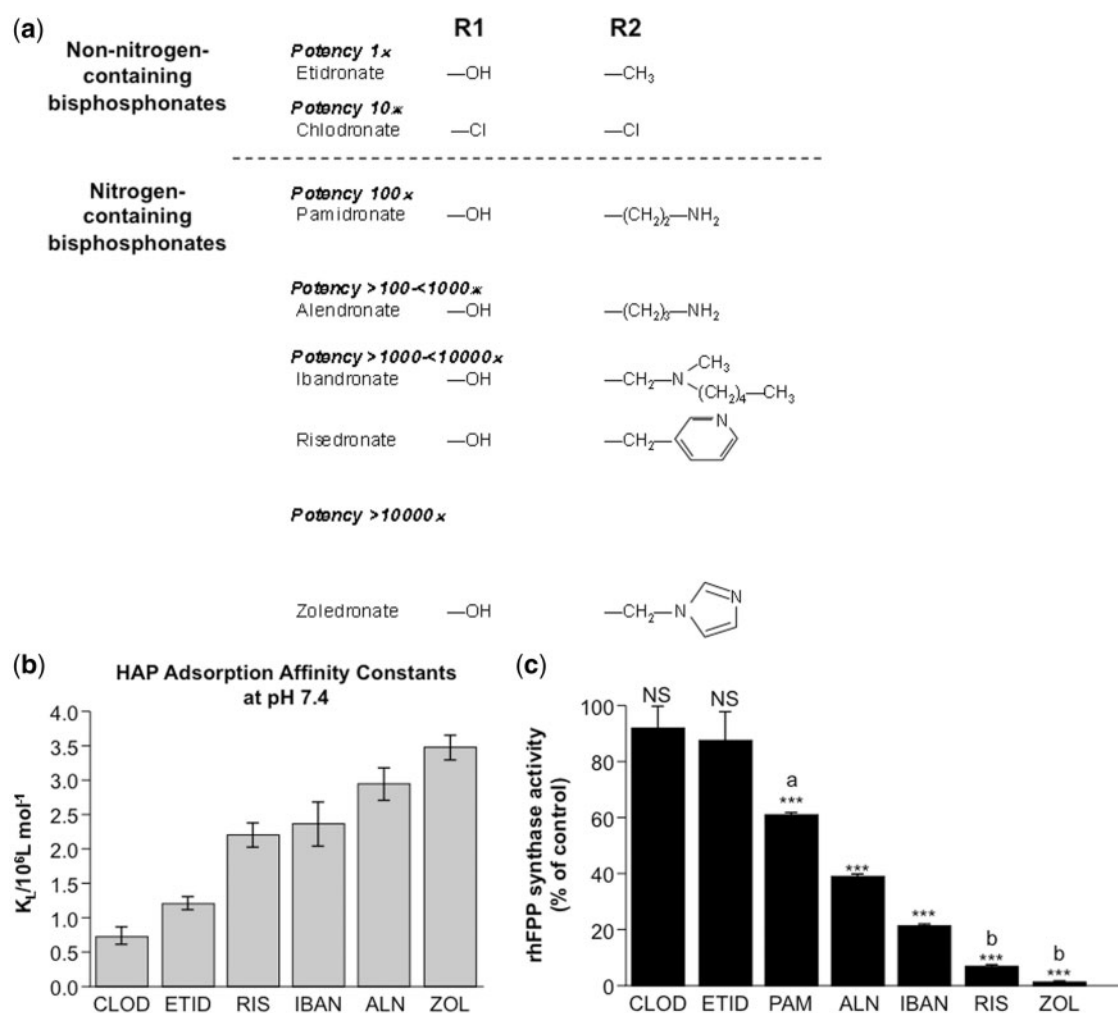 (a)
R1 R2
Non-nitrogen-
containing
bisphosphonates
Potency 1x
Etidronate —OH —CH3
Potency 10x
Chlodronate —Cl —Cl
Nitrogen-
containing
bisphosphonates
Potency 100x
Pamidronate —OH —(CH2)2—NH2
Potency >100-<1000x
Alendronate —OH —(CH2)3—NH2
Potency >1000-<10000x
Ibandronate —OH —CH2—N CH3
(CH2)4—CH3
Risedronate —OH —CH2— N
Potency >10000x
Zoledronate —OH —CH2—N N
(b)
HAP Adsorption Affinity Constants
at pH 7.4
KL/10⁶L mol⁻¹
4.0
3.5
3.0
2.5
2.0
1.5
1.0
0.5
0.0
CLOD ETID RIS IBAN ALN ZOL
(c)
rhFPP synthase activity
(% of control)
100
80
60
40
20
0
NS
NS
a
***
***
***
b
***
b
***
CLOD ETID PAM ALN IBAN RIS ZOL